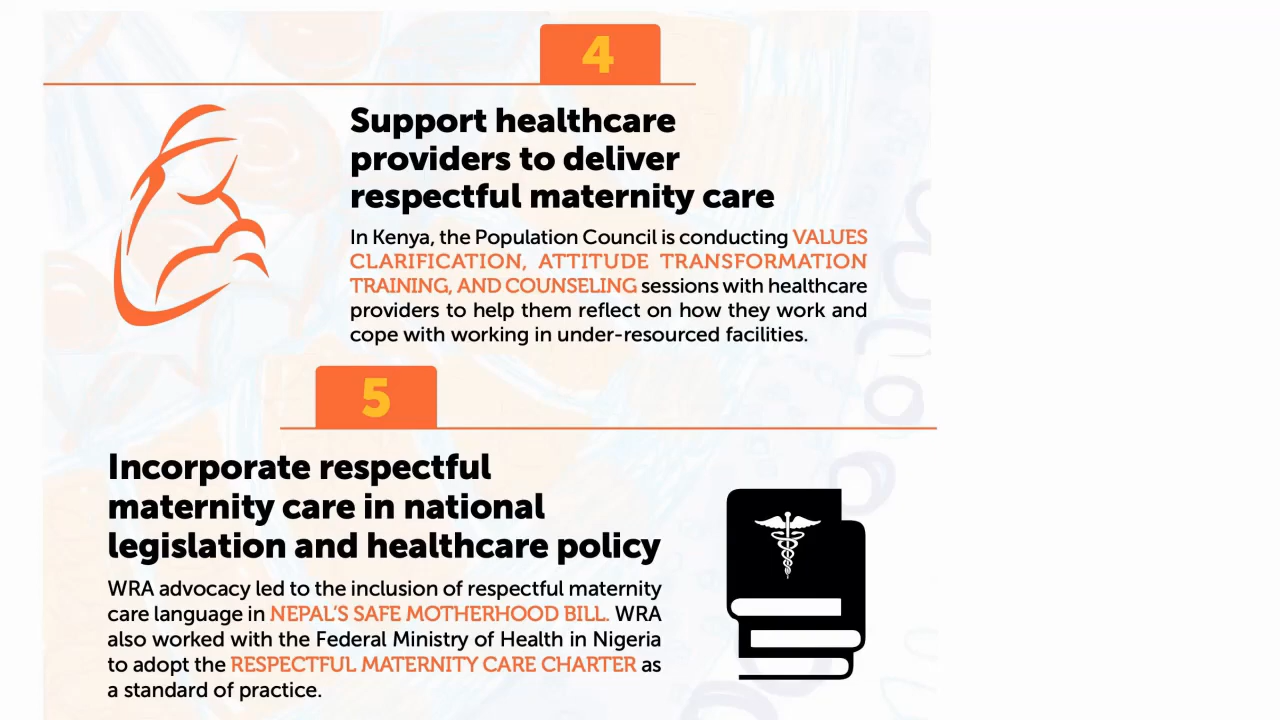 4
Support healthcare
providers to deliver
respectful maternity care
In Kenya, the Population Council is conducting VALUES
CLARIFICATION, ATTITUDE TRANSFORMATION
TRAINING, AND COUNSELING sessions with healthcare
providers to help them reflect on how they work and
cope with working in under-resourced facilities.
5
Incorporate respectful
maternity care in national
legislation and healthcare policy
WRA advocacy led to the inclusion of respectful maternity
care language in NEPAL'S SAFE MOTHERHOOD BILL. WRA
also worked with the Federal Ministry of Health in Nigeria
to adopt the RESPECTFUL MATERNITY CARE CHARTER as
a standard of practice.